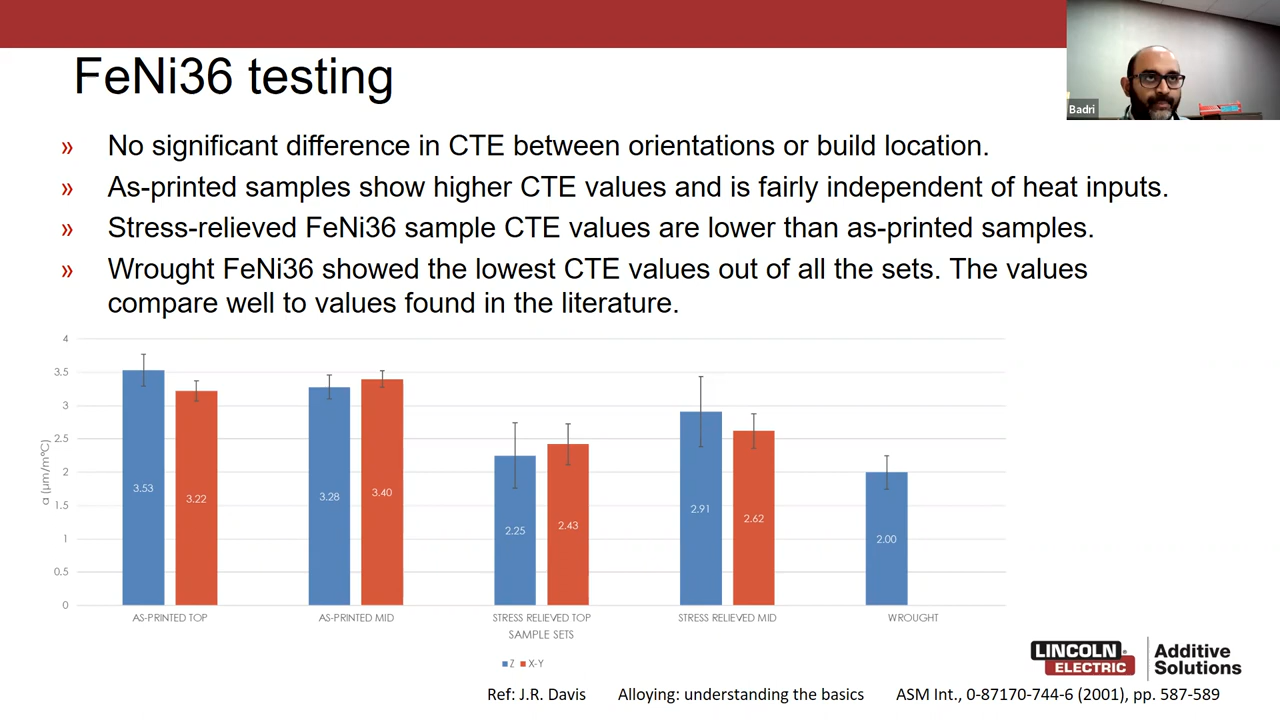 Badri
FeNi36 testing
» No significant difference in CTE between orientations or build location.
» As-printed samples show higher CTE values and is fairly independent of heat inputs.
» Stress-relieved FeNi36 sample CTE values are lower than as-printed samples.
» Wrought FeNi36 showed the lowest CTE values out of all the sets. The values
compare well to values found in the literature.
4
3.5
3
2.5
2
1.5
1
0.5
0
α (µm/m°C)
3.53
3.22
3.28
3.40
2.25
2.43
2.91
2.62
2.00
AS-PRINTED TOP
AS-PRINTED MID
STRESS RELIEVED TOP
STRESS RELIEVED MID
WROUGHT
SAMPLE SETS
Z X-Y
LINCOLN®
ELECTRIC
Additive
Solutions
Ref: J.R. Davis Alloying: understanding the basics ASM Int., 0-87170-744-6 (2001), pp. 587-589